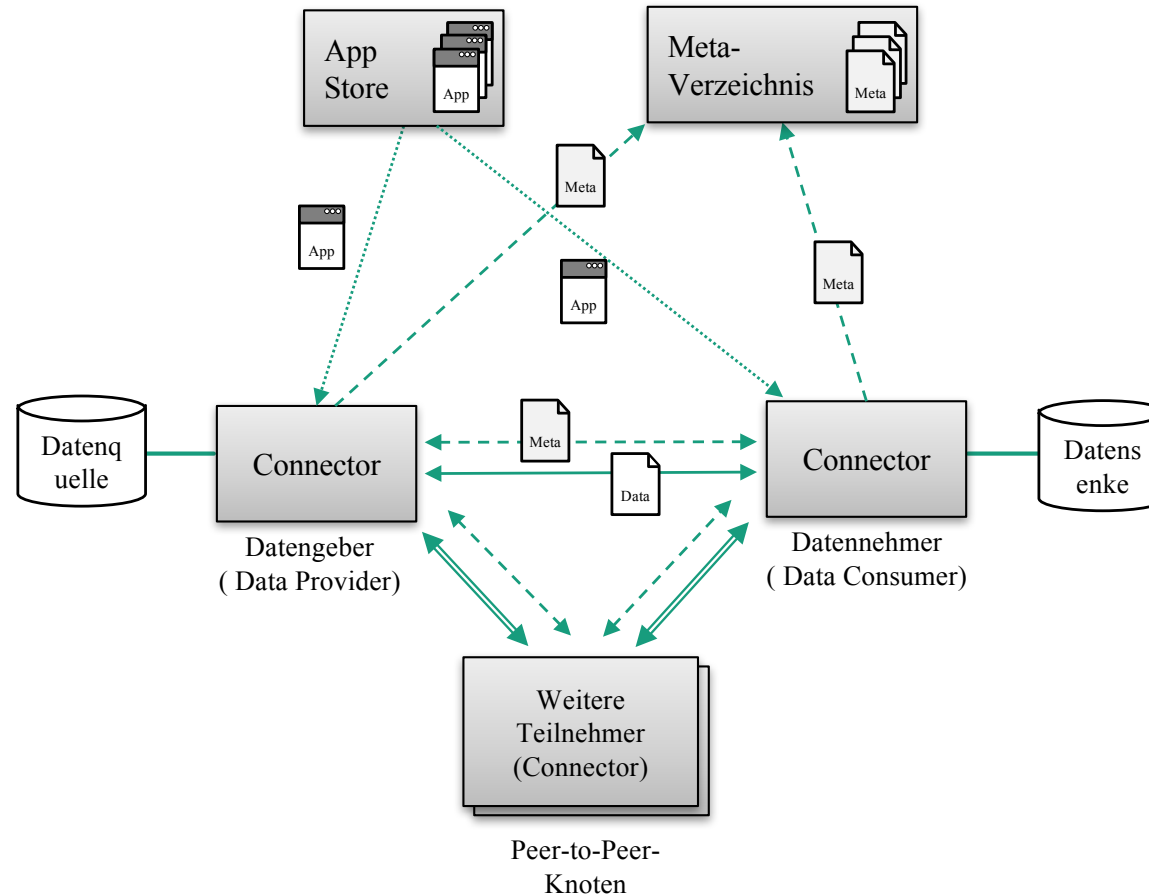 App
Store
App
Meta-
Verzeichnis
Meta
Meta
App
App
Meta
Datenq
uelle
Connector
Meta
Data
Connector
Datens
enke
Datengeber
( Data Provider)
Datennehmer
( Data Consumer)
Weitere
Teilnehmer
(Connector)
Peer-to-Peer-
Knoten